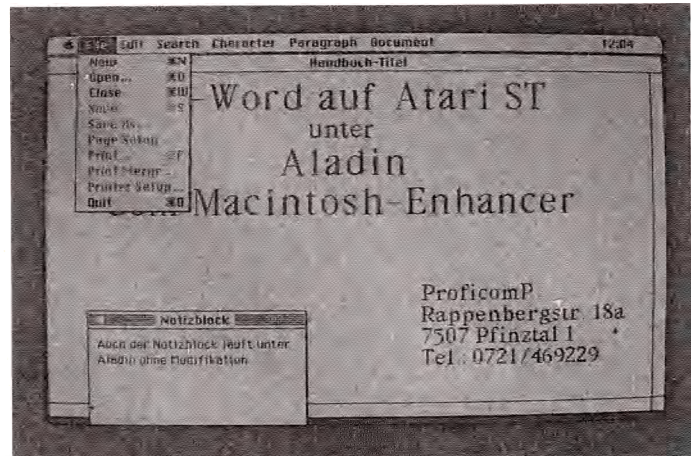 File Edit Search Character Paragraph Document 12:04
Handbuch-Titel
New ⌘N
Open... ⌘O
Close ⌘W
Save ⌘S
Save As...
Page Setup
Print... ⌘P
Print Merge...
Printer Setup...
Quit ⌘Q
-Word auf Atari ST
unter
Aladin
Macintosh-Enhancer
ProficomP
Rappenbergstr. 18a
7507 Pfinztal 1
Tel.: 0721/469229
Notizblock
Auch der Notizblock läuft unter
Aladin ohne Modifikation